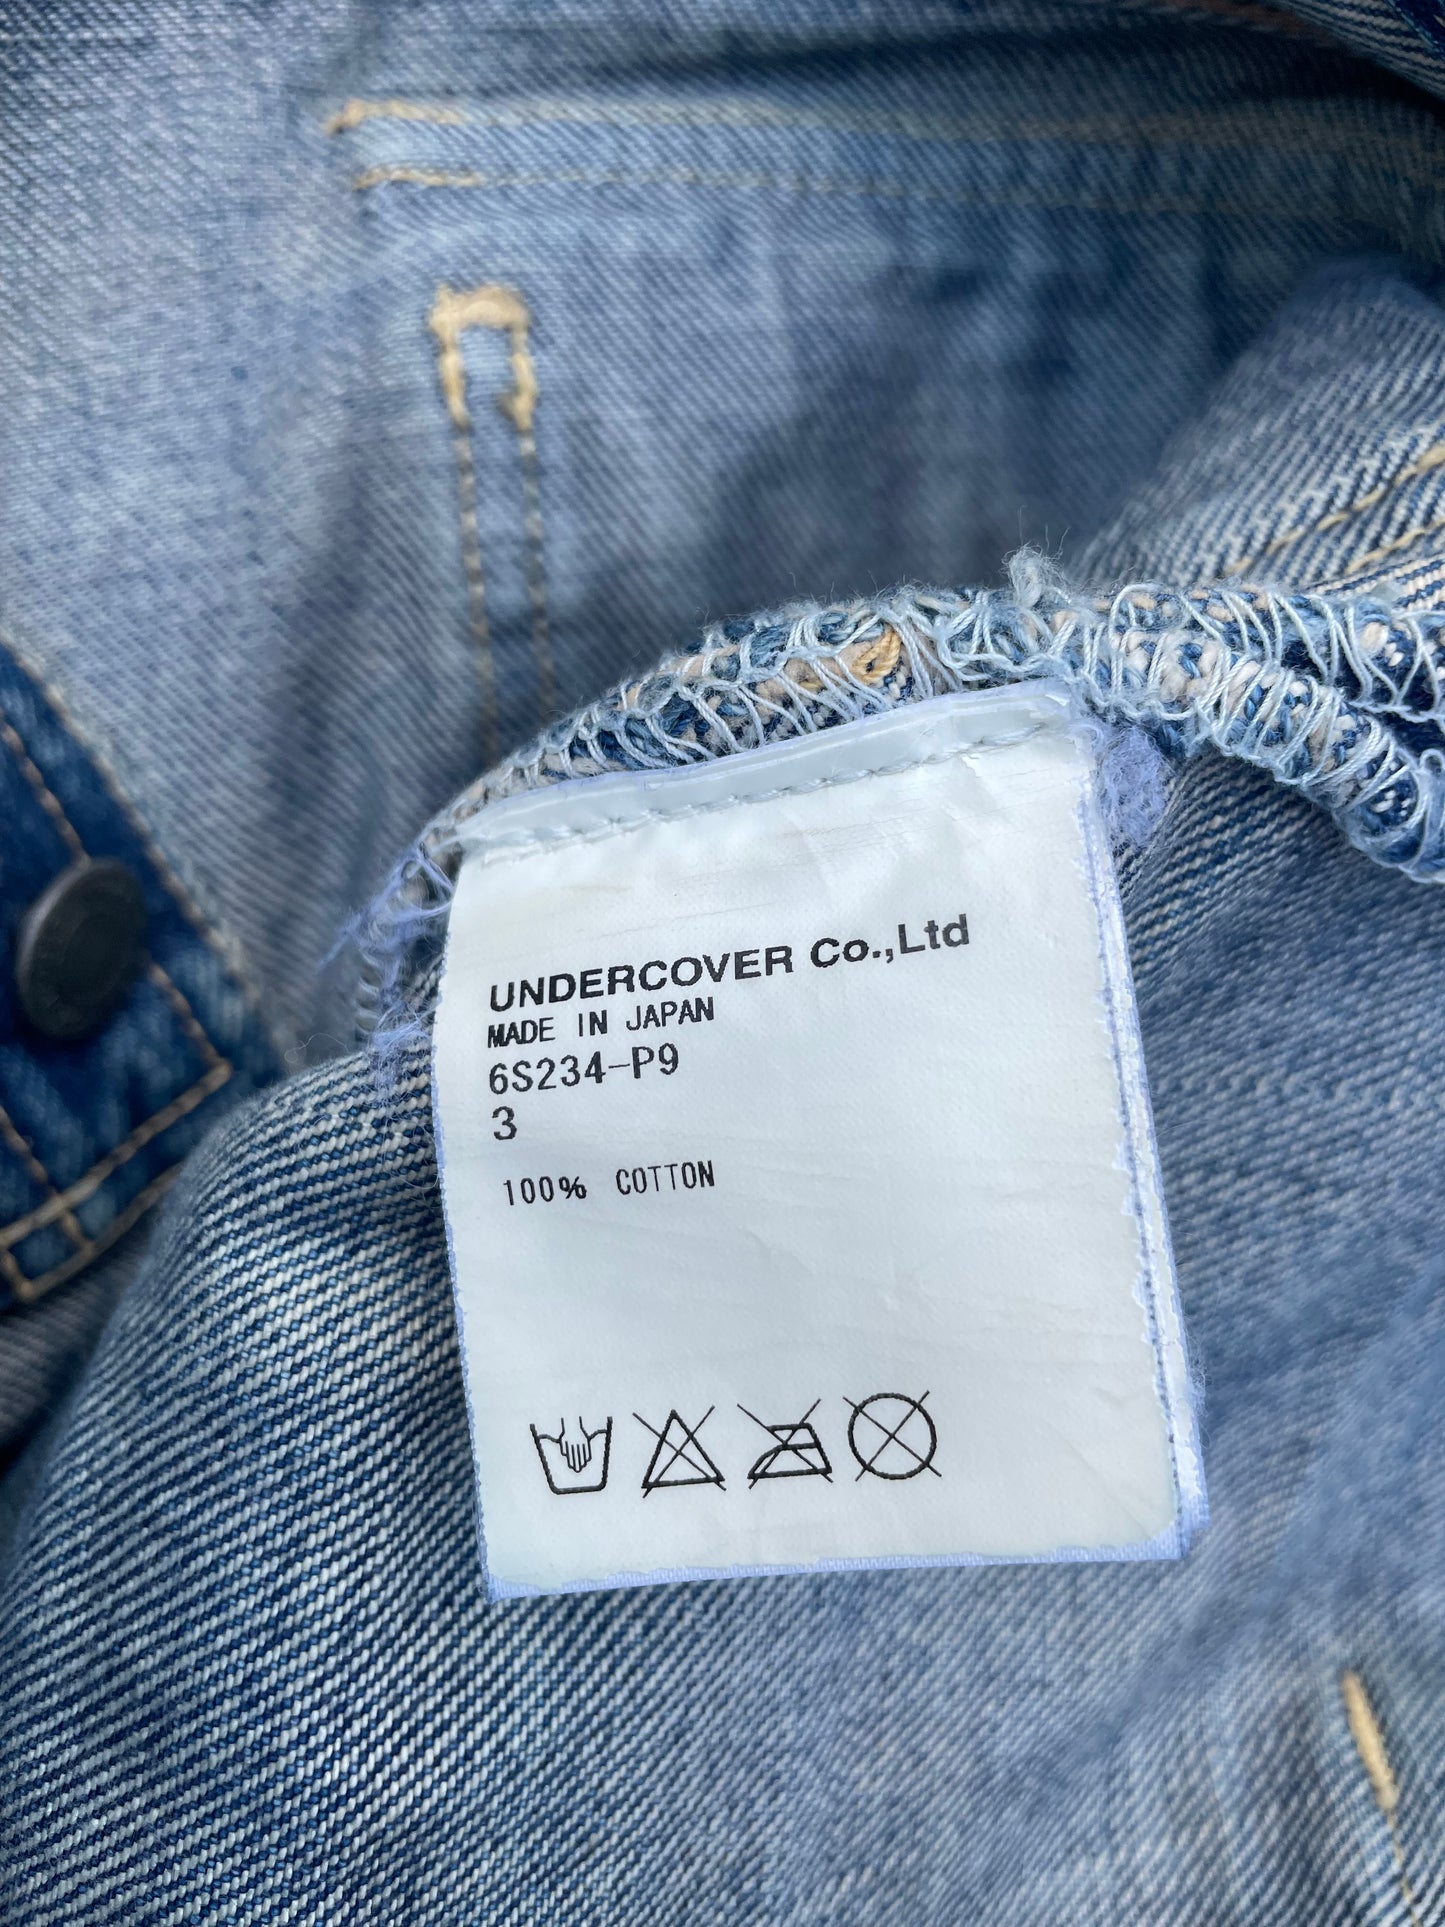 UNDERCOVER Co.,Ltd
MADE IN JAPAN
6S234-P9
3
100% COTTON